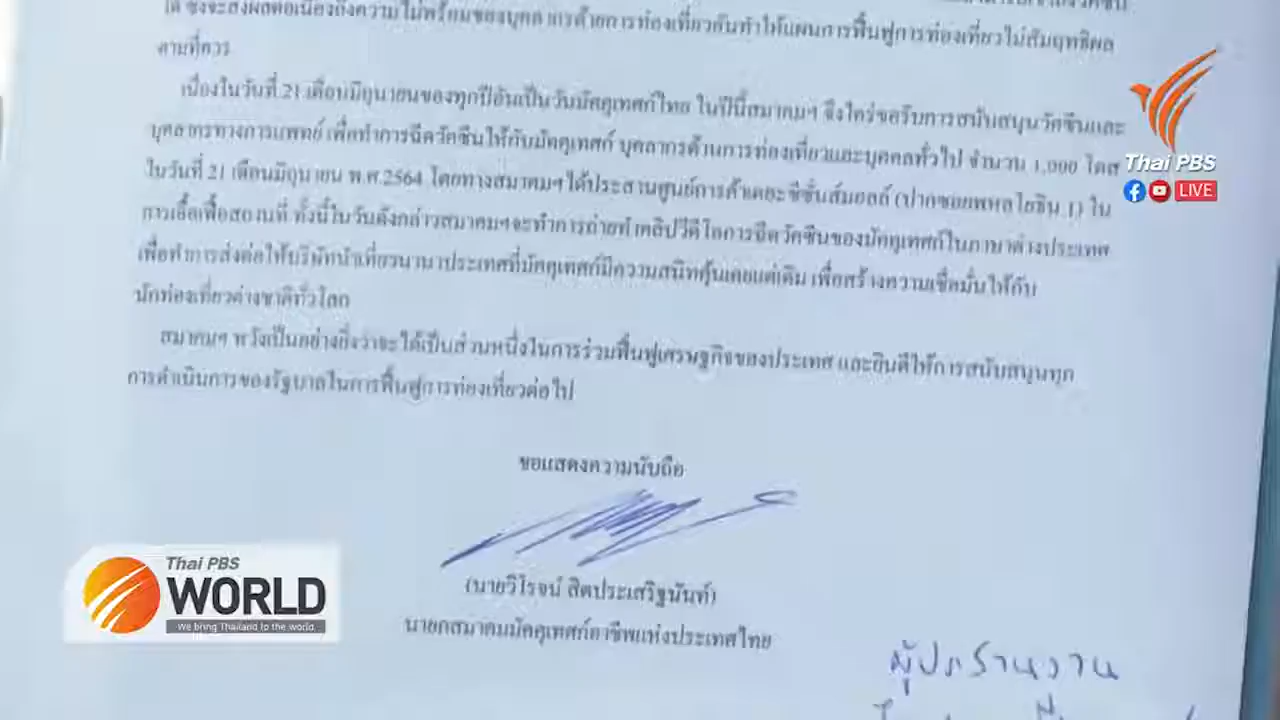 ได้ ซึ่งจะส่งผลต่อเนื่องถึงความไม่พร้อมของบุคลากรด้านการท่องเที่ยวอันทำให้แผนการฟื้นฟูการท่องเที่ยวไม่สัมฤทธิผล
ตามที่ควร
เนื่องในวันที่ 21 เดือนมิถุนายนของทุกปีอันเป็นวันมัคคุเทศก์ไทย ในปีนี้สมาคมฯ จึงใคร่ขอรับการสนับสนุนวัคซีนและ
บุคลากรทางการแพทย์ เพื่อทำการฉีดวัคซีนให้กับมัคคุเทศก์ บุคลากรด้านการท่องเที่ยวและบุคคลทั่วไป จำนวน 1,000 โดส
ในวันที่ 21 เดือนมิถุนายน พ.ศ.2564 โดยทางสมาคมฯได้ประสานศูนย์การค้าเดอะซีซั่นส์มอลล์ (ปากซอยพหลโยธิน 1) ใน
การเอื้อเฟื้อสถานที่ ทั้งนี้ในวันดังกล่าวสมาคมฯจะทำการถ่ายทำคลิปวีดีโอการฉีดวัคซีนของมัคคุเทศก์ในภาษาต่างประเทศ
เพื่อทำการส่งต่อให้บริษัทนำเที่ยวนานาประเทศที่มัคคุเทศก์มีความสนิทคุ้นเคยแต่เดิม เพื่อสร้างความเชื่อมั่นให้กับ
นักท่องเที่ยวต่างชาติทั่วโลก
สมาคมฯ หวังเป็นอย่างยิ่งว่าจะได้เป็นส่วนหนึ่งในการร่วมฟื้นฟูเศรษฐกิจของประเทศ และยินดีให้การสนับสนุนทุก
การดำเนินการของรัฐบาลในการฟื้นฟูการท่องเที่ยวต่อไป
ขอแสดงความนับถือ
(นายวิโรจน์ สิตประเสริฐนันท์)
นายกสมาคมมัคคุเทศก์อาชีพแห่งประเทศไทย
ผู้ประสานงาน
Thai PBS
LIVE
Thai PBS
WORLD
We bring Thailand to the world